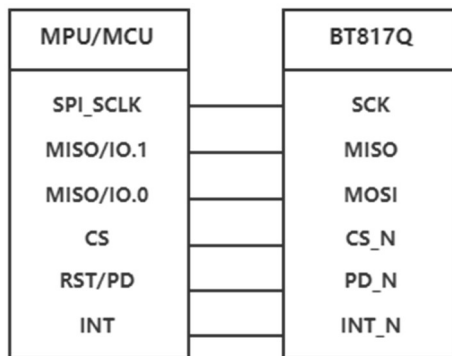 MPU/MCU BT817Q
SPI_SCLK SCK
MISO/IO.1 MISO
MISO/IO.0 MOSI
CS CS_N
RST/PD PD_N
INT INT_N